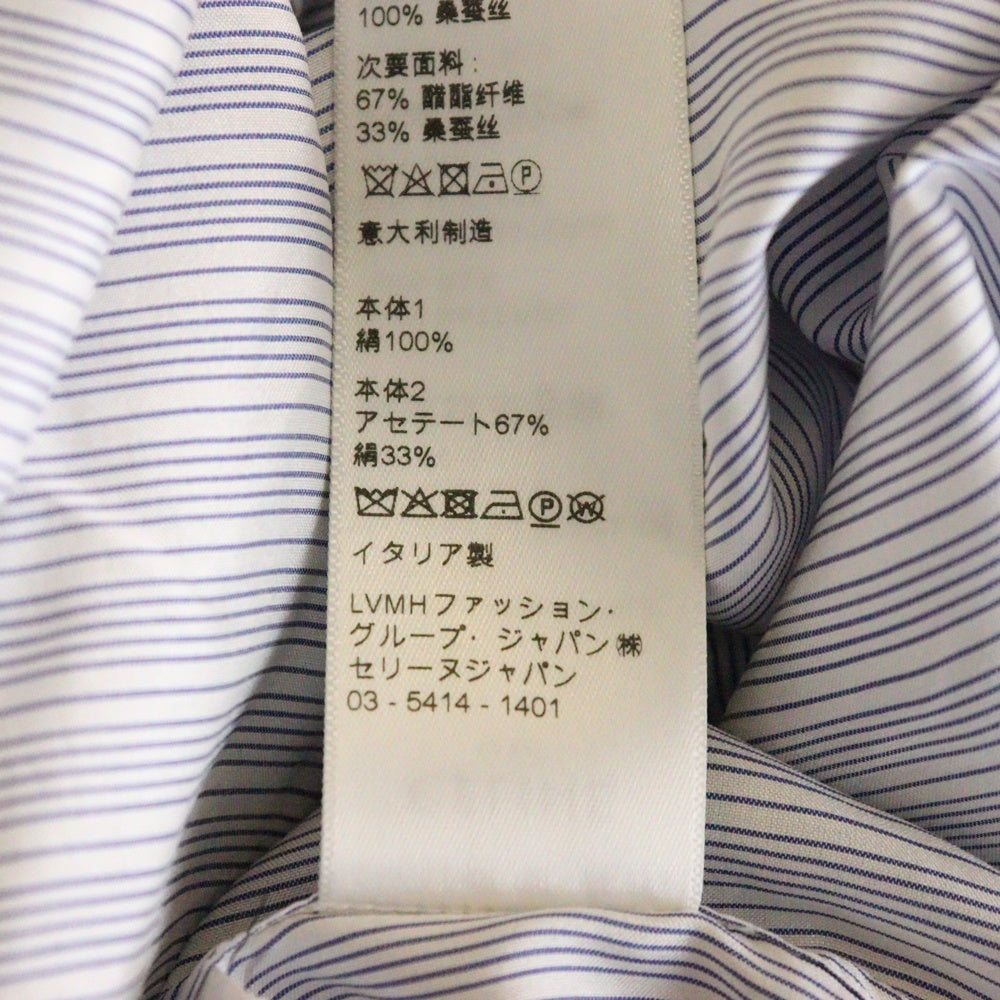 100% 桑蚕丝
次要面料:
67% 醋酯纤维
33% 桑蚕丝
P
意大利制造
本体1
絹100%
本体2
アセテート67%
絹33%
P W
イタリア製
LVMHファッション・
グループ・ジャパン㈱
セリーヌジャパン
03 - 5414 - 1401